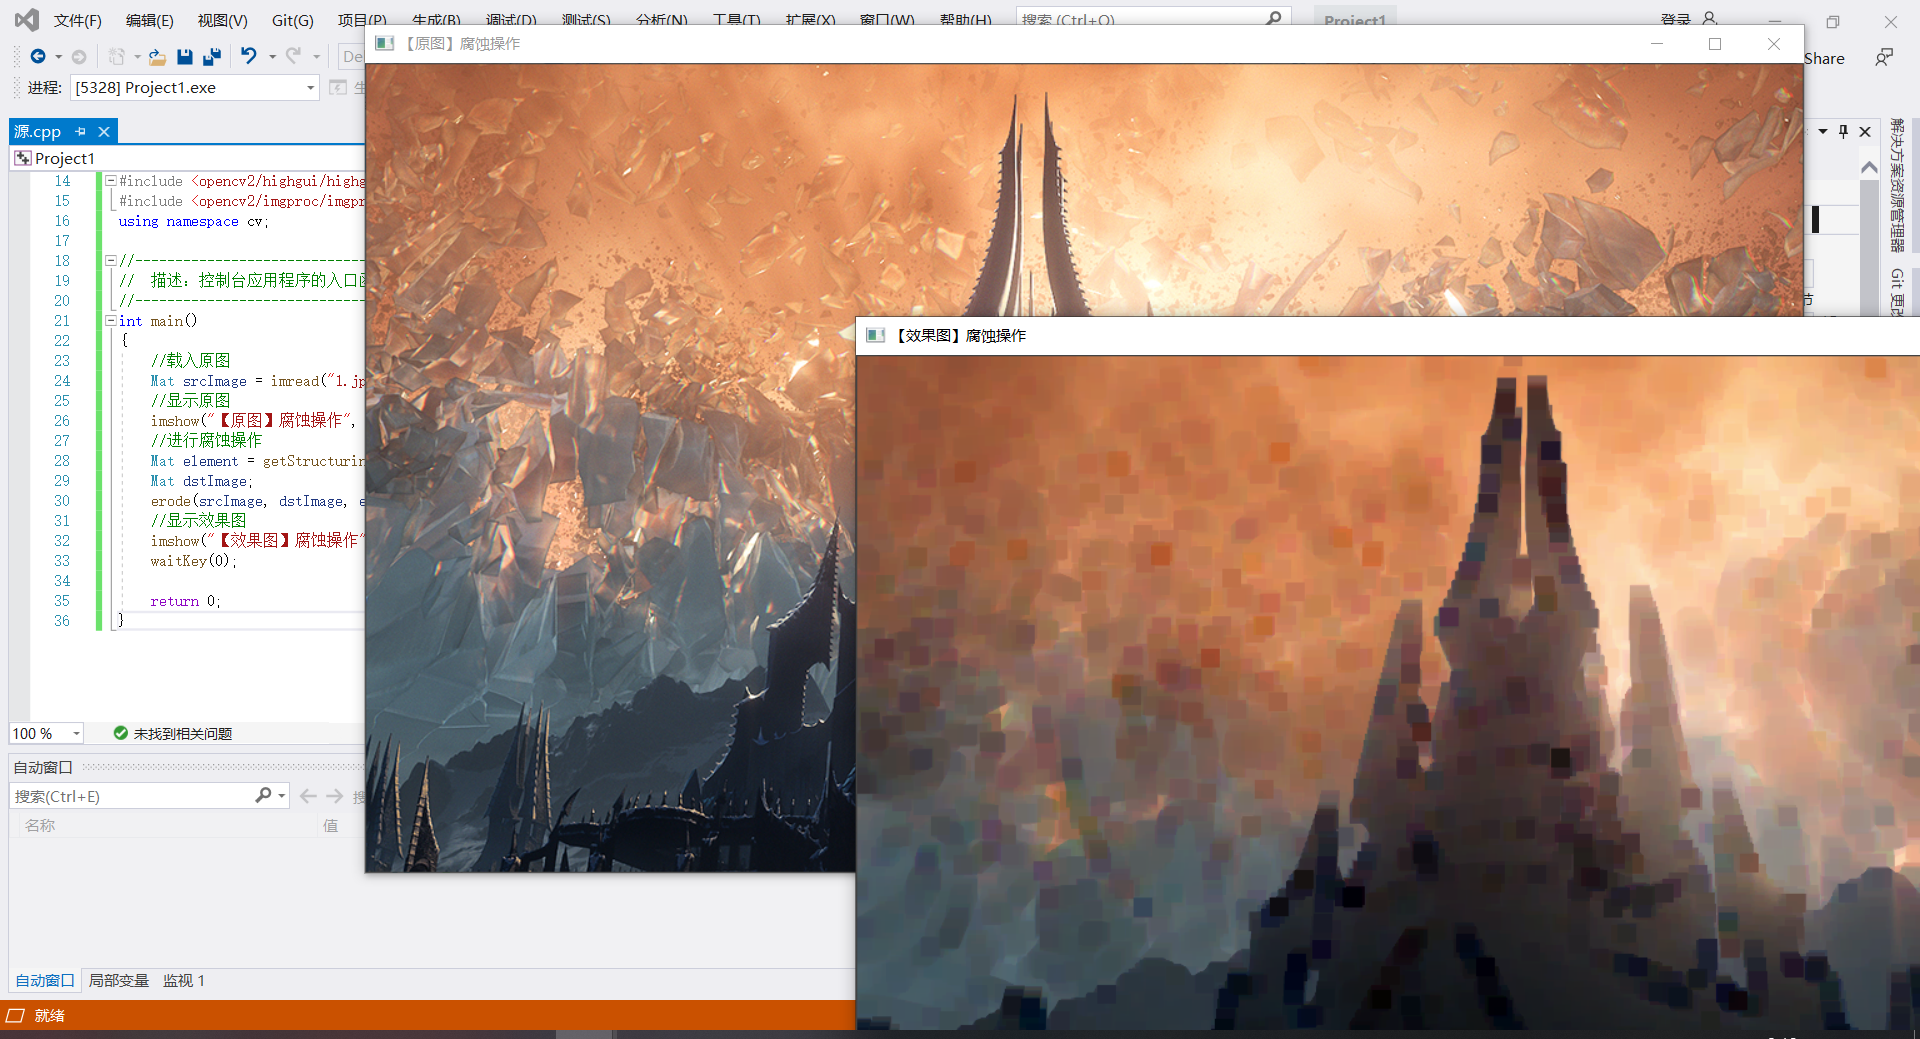 文件(F) 编辑(E) 视图(V) Git(G) 项目(P) 生成(B) 调试(D) 测试(S) 分析(N) 工具(T) 扩展(X) 窗口(W) 帮助(H) 搜索 (Ctrl+Q) Project1 登录
【原图】腐蚀操作
De
Share
进程: [5328] Project1.exe
源.cpp
Project1
14 #include <opencv2/highgui/highg
15 #include <opencv2/imgproc/imgpr
16 using namespace cv;
17
18 //-----------------------------
19 // 描述: 控制台应用程序的入口函
20 //-----------------------------
21 int main()
22 {
23 //载入原图
24 Mat srcImage = imread("1.jp
25 //显示原图
26 imshow("【原图】腐蚀操作",
27 //进行腐蚀操作
28 Mat element = getStructurin
29 Mat dstImage;
30 erode(srcImage, dstImage, e
31 //显示效果图
32 imshow("【效果图】腐蚀操作"
33 waitKey(0);
34
35 return 0;
36 }
100 %
未找到相关问题
自动窗口
搜索(Ctrl+E)
名称 值
自动窗口 局部变量 监视 1
就绪
【效果图】腐蚀操作
解决方案资源管理器
Git 更改